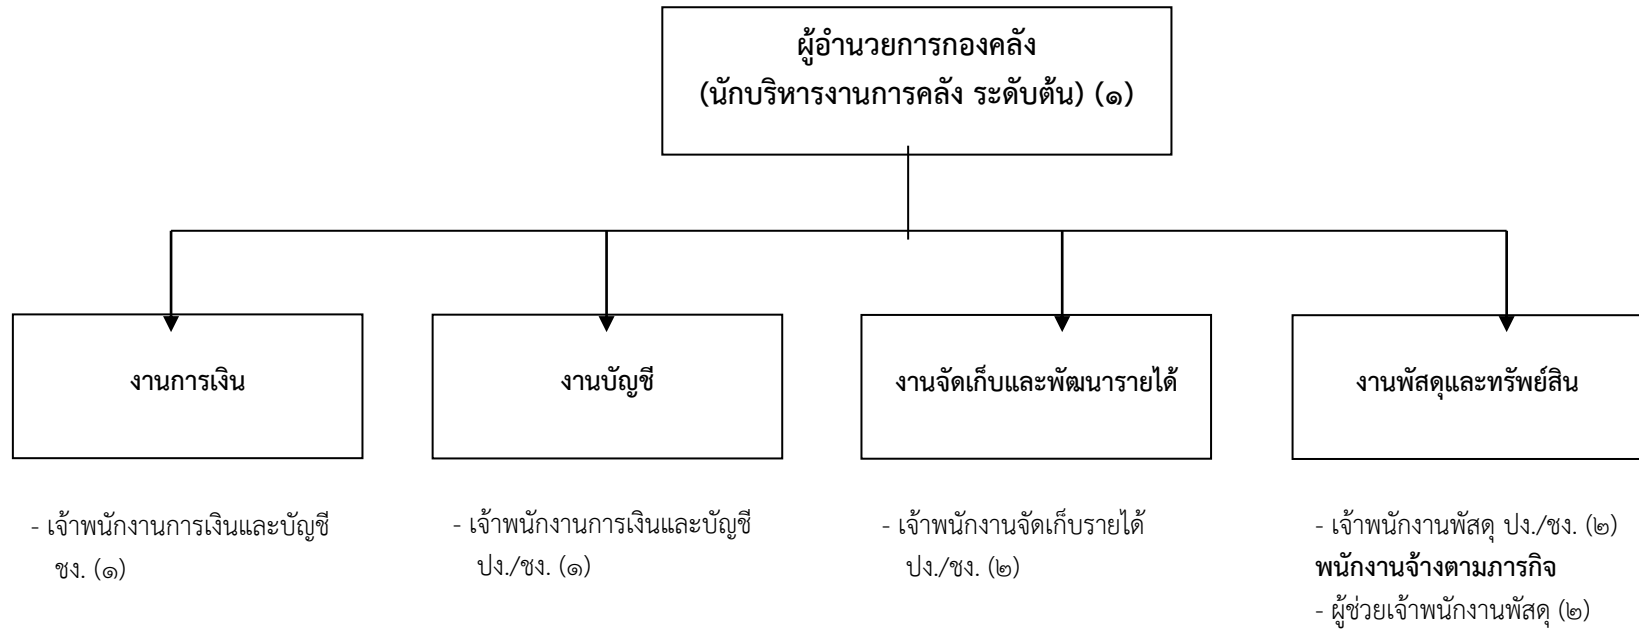 ผู้อำนวยการกองคลัง
(นักบริหารงานการคลัง ระดับต้น) (๑)
งานการเงิน
งานบัญชี
งานจัดเก็บและพัฒนารายได้
งานพัสดุและทรัพย์สิน
- เจ้าพนักงานการเงินและบัญชี
ชง. (๑)
- เจ้าพนักงานการเงินและบัญชี
ปง./ชง. (๑)
- เจ้าพนักงานจัดเก็บรายได้
ปง./ชง. (๒)
- เจ้าพนักงานพัสดุ ปง./ชง. (๒)
พนักงานจ้างตามภารกิจ
- ผู้ช่วยเจ้าพนักงานพัสดุ (๒)